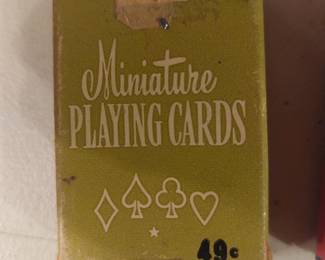 Miniature
PLAYING CARDS
49¢